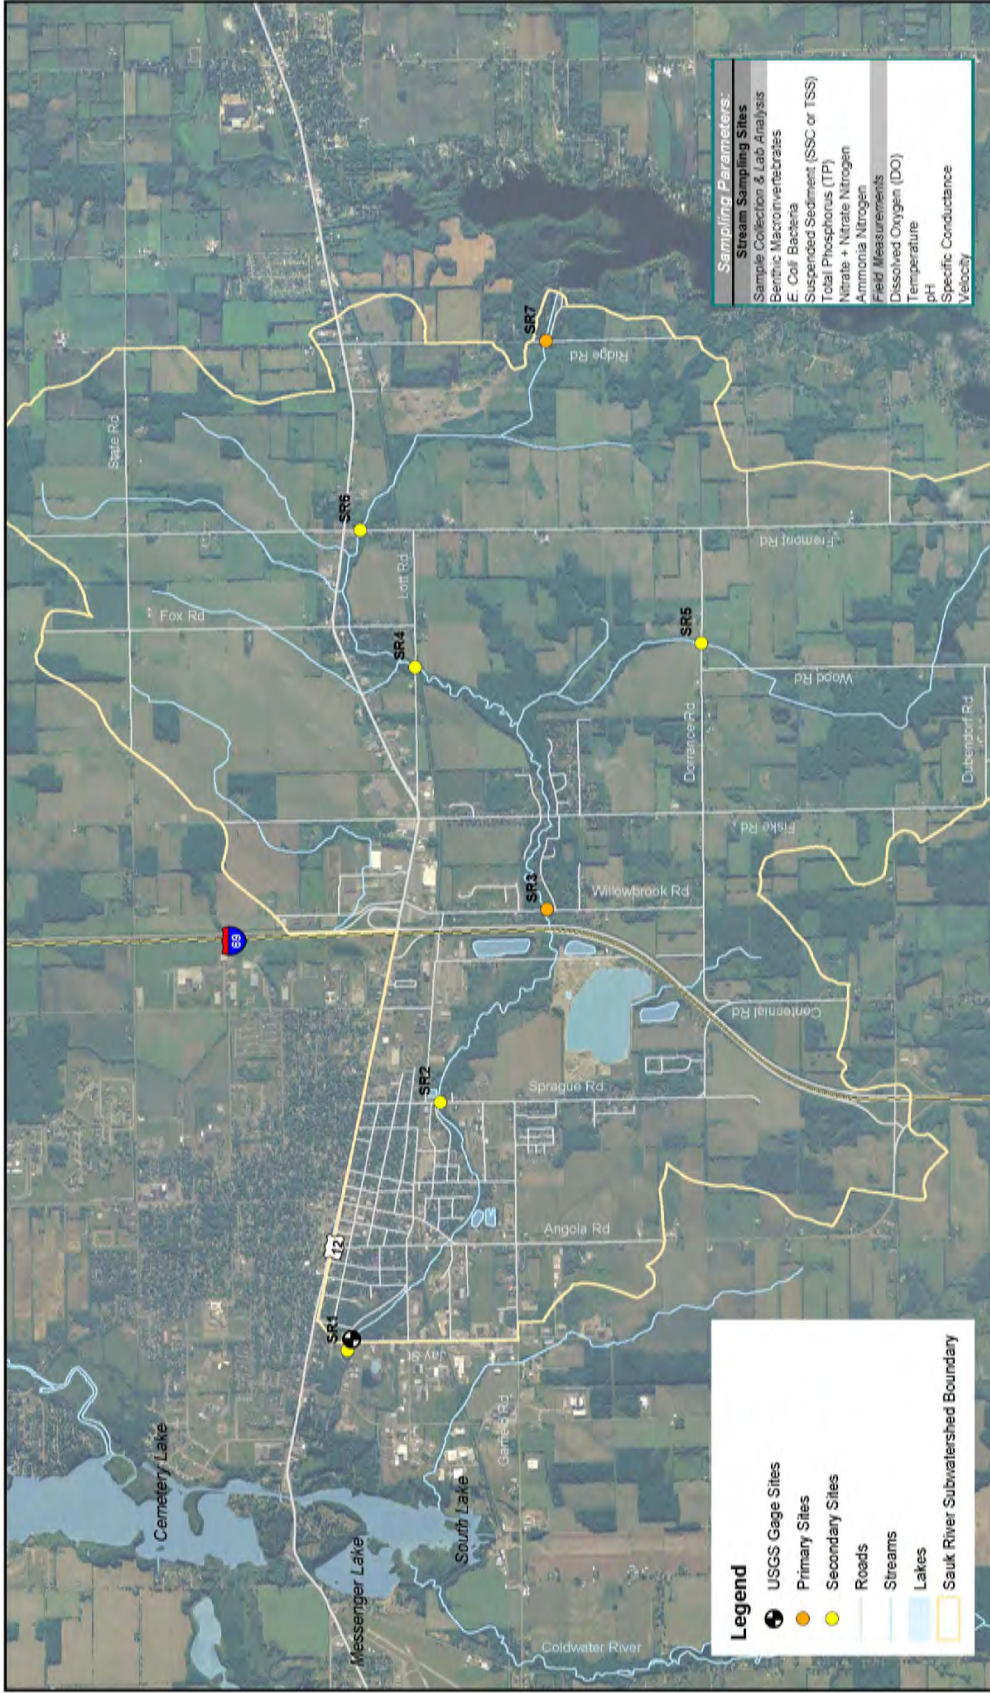 Cemetery Lake
Messenger Lake
South Lake
Coldwater River
Garfield Rd
Jay St
SR1
12
Angola Rd
Sprague Rd
SR2
Centennial Rd
69
SR3
Willowbrook Rd
Fiske Rd
Dorrance Rd
Dubendorf Rd
Wood Rd
SR5
SR4
Fox Rd
Lott Rd
SR6
Fremont Rd
State Rd
Ridge Rd
SR7
Legend
USGS Gage Sites
Primary Sites
Secondary Sites
Roads
Streams
Lakes
Sauk River Subwatershed Boundary
Sampling Parameters:
Stream Sampling Sites
Sample Collection & Lab Analysis
Benthic Macroinvertebrates
E. Coli Bacteria
Suspended Sediment (SSC or TSS)
Total Phosphorus (TP)
Nitrate + Nitrate Nitrogen
Ammonia Nitrogen
Field Measurements
Dissolved Oxygen (DO)
Temperature
pH
Specific Conductance
Velocity